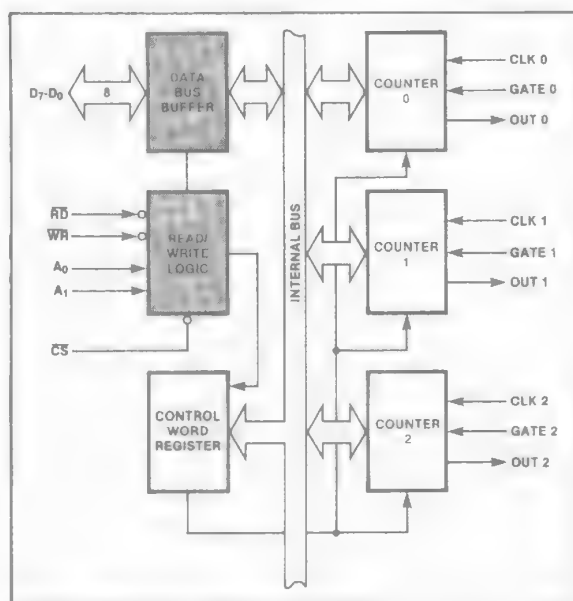 D7-D0
8
DATA
BUS
BUFFER
COUNTER
0
CLK 0
GATE 0
OUT 0
INTERNAL BUS
RD
WR
A0
A1
CS
READ/
WRITE
LOGIC
COUNTER
1
CLK 1
GATE 1
OUT 1
CONTROL
WORD
REGISTER
COUNTER
2
CLK 2
GATE 2
OUT 2